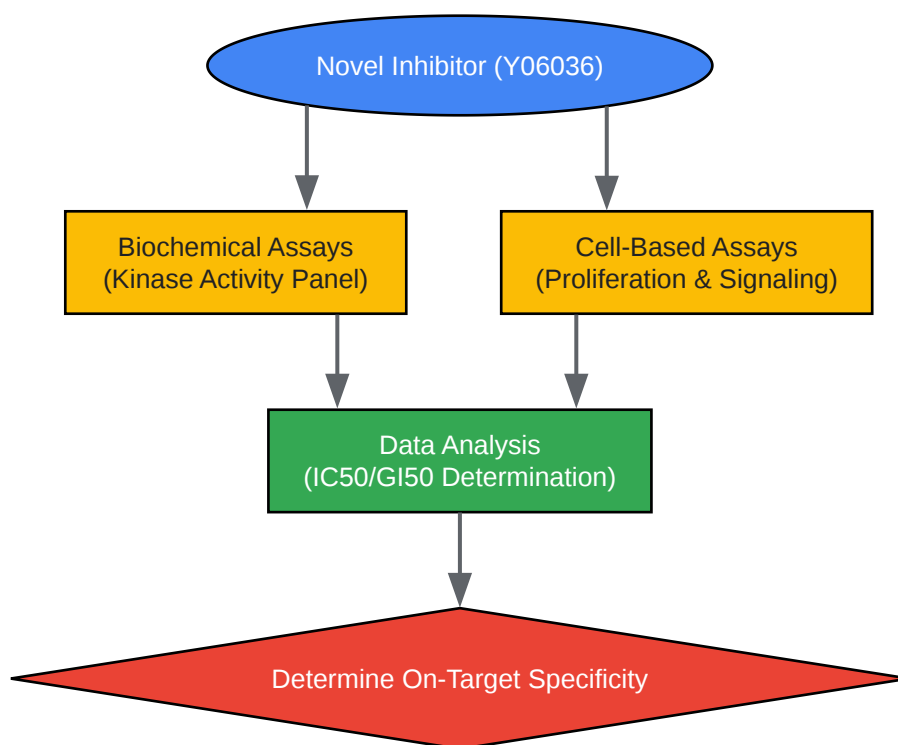 Novel Inhibitor (Y06036)
Biochemical Assays
(Kinase Activity Panel)
Cell-Based Assays
(Proliferation & Signaling)
Data Analysis
(IC50/GI50 Determination)
Determine On-Target Specificity